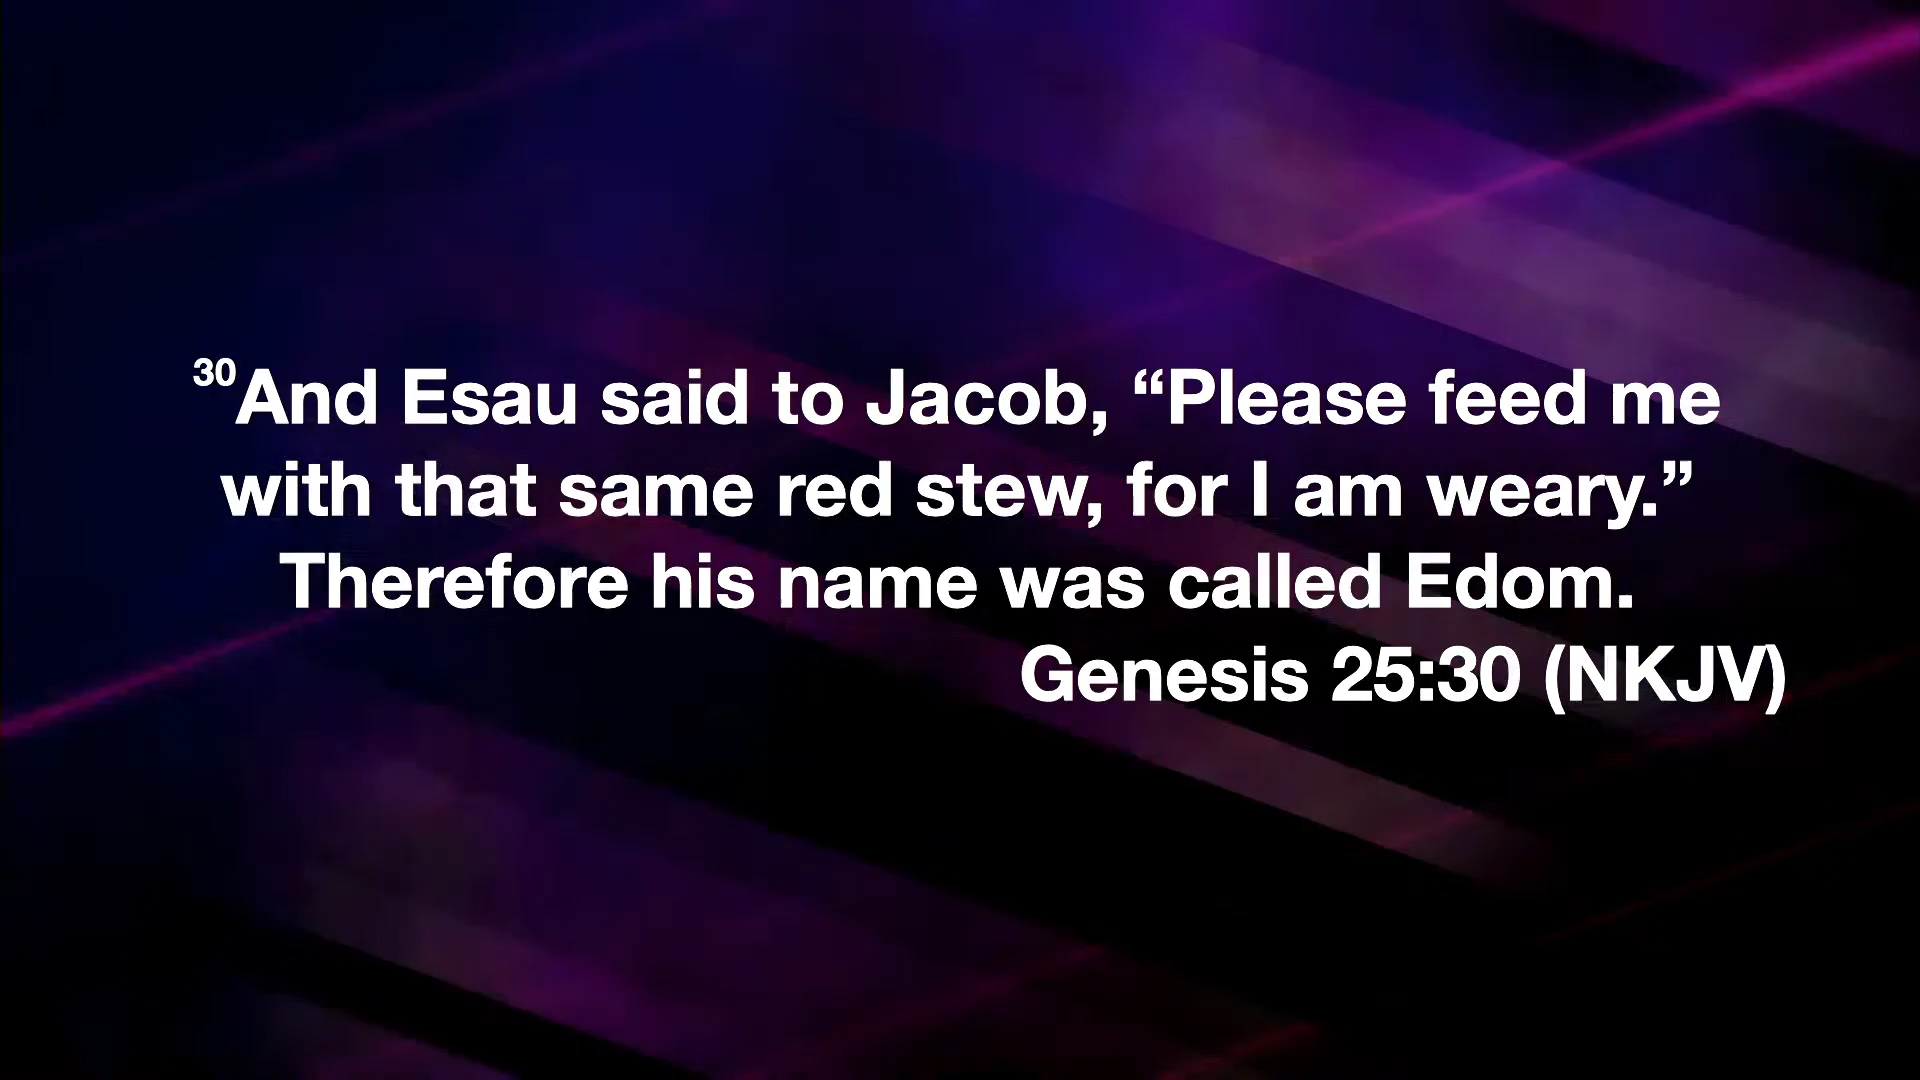 30And Esau said to Jacob, “Please feed me
with that same red stew, for I am weary.”
Therefore his name was called Edom.
Genesis 25:30 (NKJV)